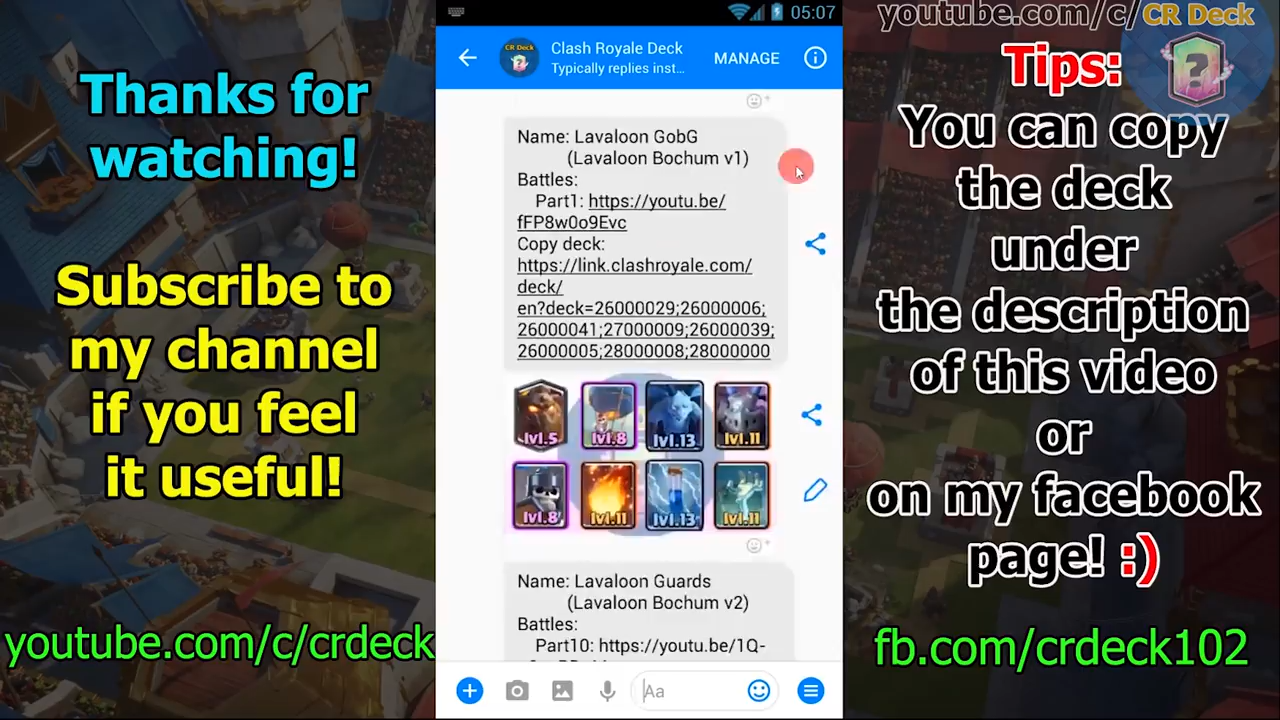 Thanks for
watching!
Subscribe to
my channel
if you feel
it useful!
youtube.com/c/crdeck
05:07
CR Deck
Clash Royale Deck
Typically replies inst...
MANAGE
Name: Lavaloon GobG
(Lavaloon Bochum v1)
Battles:
Part1: https://youtu.be/
fFP8w0o9Evc
Copy deck:
https://link.clashroyale.com/
deck/
en?deck=26000029;26000006;
26000041;27000009;26000039;
26000005;28000008;28000000
lvl.5 lvl.8 lvl.13 lvl.11
lvl.8 lvl.11 lvl.13 lvl.11
Name: Lavaloon Guards
(Lavaloon Bochum v2)
Battles:
Part10: https://youtu.be/1Q-
Aa
youtube.com/c/CR Deck
Tips:
You can copy
the deck
under
the description
of this video
or
on my facebook
page! :)
fb.com/crdeck102